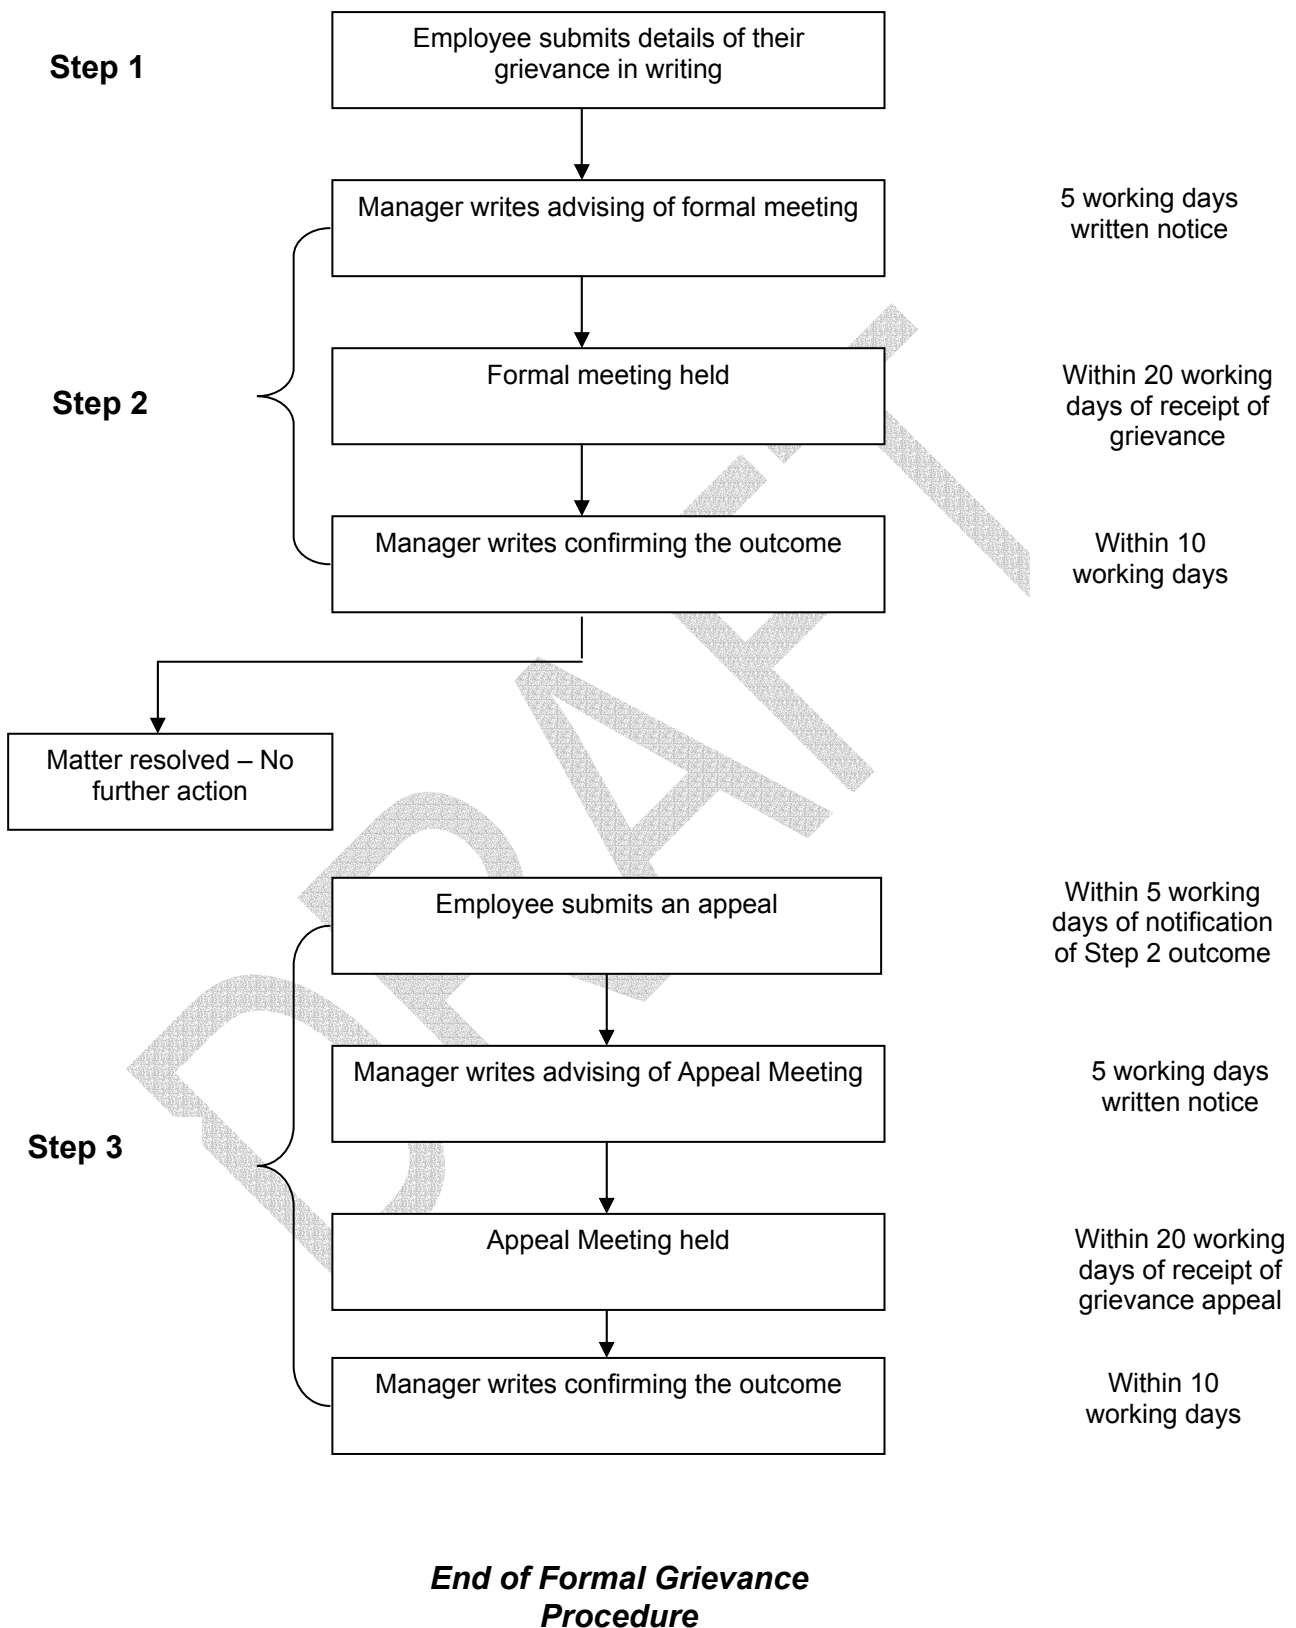 Employee submits details of their
grievance in writing
Step 1
Manager writes advising of formal meeting
5 working days
written notice
Formal meeting held
Within 20 working
days of receipt of
grievance
Step 2
Manager writes confirming the outcome
Within 10
working days
Matter resolved – No
further action
Employee submits an appeal
Within 5 working
days of notification
of Step 2 outcome
Manager writes advising of Appeal Meeting
5 working days
written notice
Step 3
Appeal Meeting held
Within 20 working
days of receipt of
grievance appeal
Manager writes confirming the outcome
Within 10
working days
End of Formal Grievance
Procedure
DRAFT